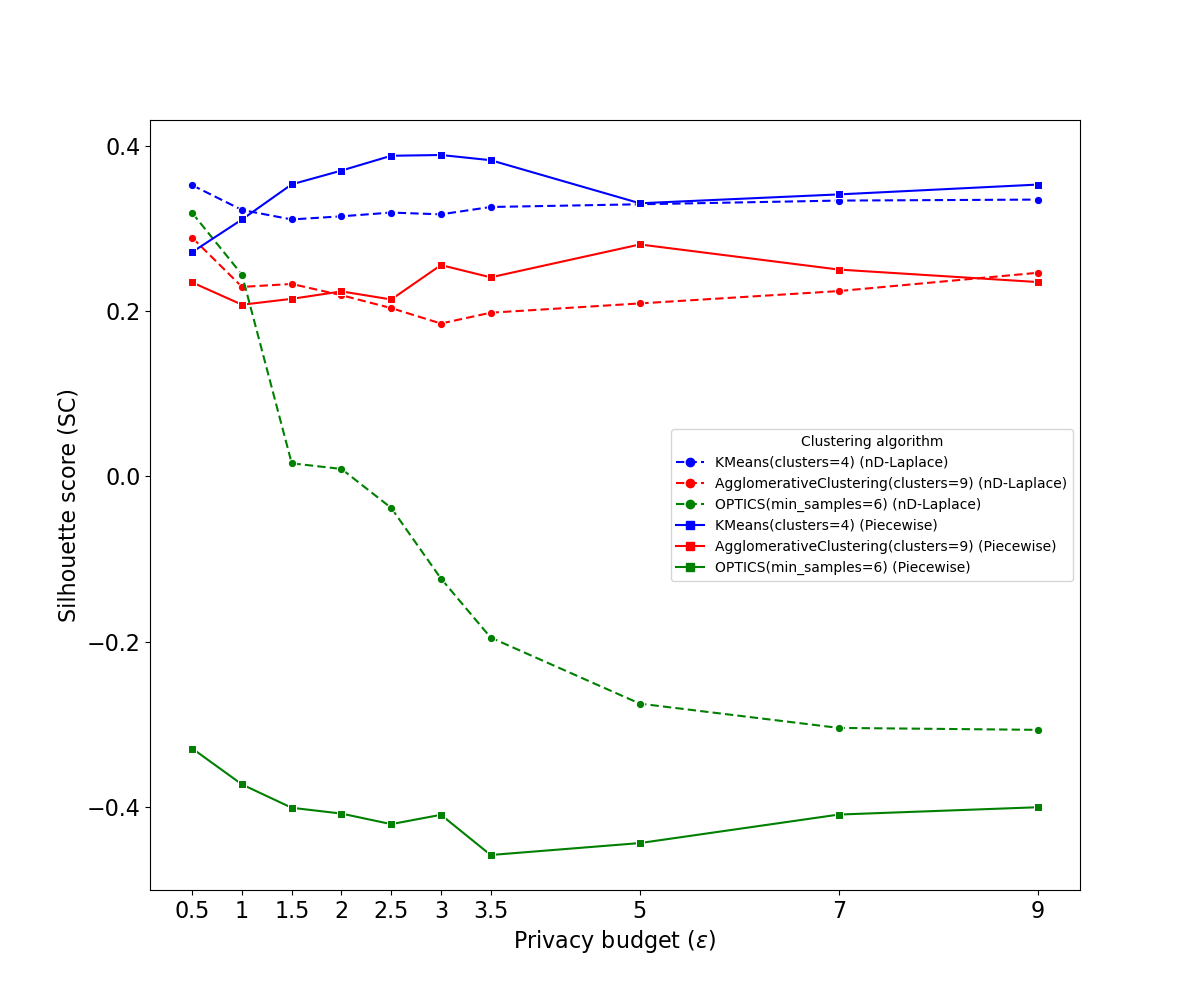 0.4
0.2
0.0
−0.2
−0.4
Silhouette score (SC)
Clustering algorithm
KMeans(clusters=4) (nD-Laplace)
AgglomerativeClustering(clusters=9) (nD-Laplace)
OPTICS(min_samples=6) (nD-Laplace)
KMeans(clusters=4) (Piecewise)
AgglomerativeClustering(clusters=9) (Piecewise)
OPTICS(min_samples=6) (Piecewise)
0.5 1 1.5 2 2.5 3 3.5 5 7 9
Privacy budget (ε)